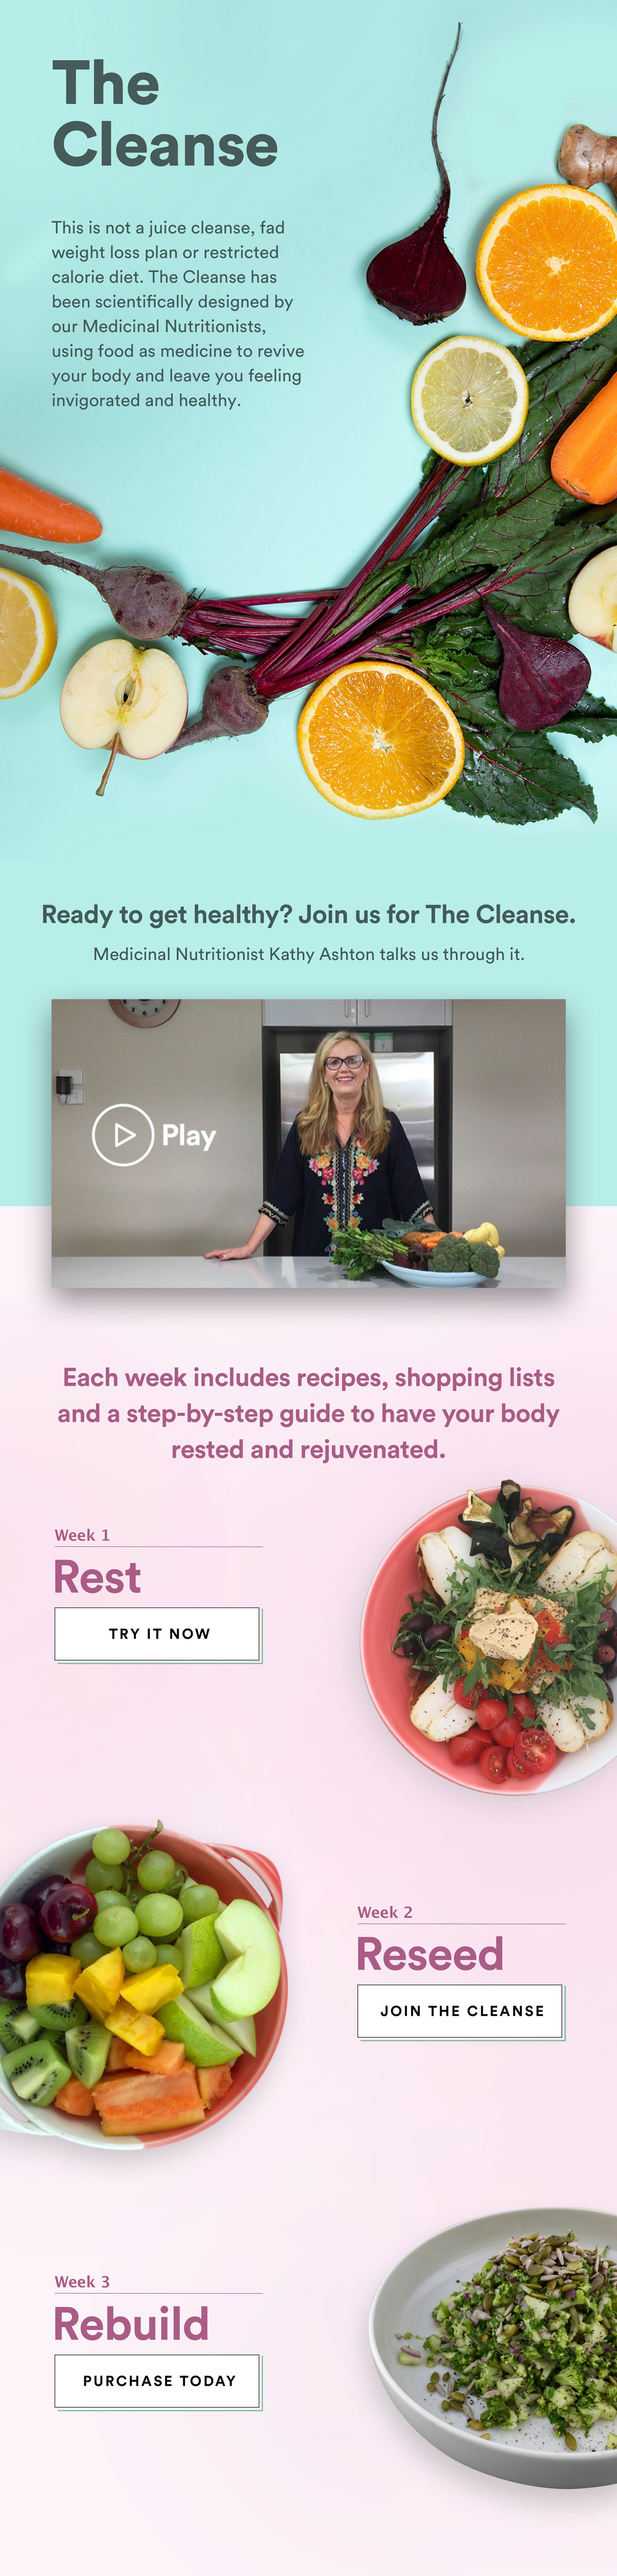 The
Cleanse
This is not a juice cleanse, fad
weight loss plan or restricted
calorie diet. The Cleanse has
been scientifically designed by
our Medicinal Nutritionists,
using food as medicine to revive
your body and leave you feeling
invigorated and healthy.
Ready to get healthy? Join us for The Cleanse.
Medicinal Nutritionist Kathy Ashton talks us through it.
Play
Each week includes recipes, shopping lists
and a step-by-step guide to have your body
rested and rejuvenated.
Week 1
Rest
TRY IT NOW
Week 2
Reseed
JOIN THE CLEANSE
Week 3
Rebuild
PURCHASE TODAY